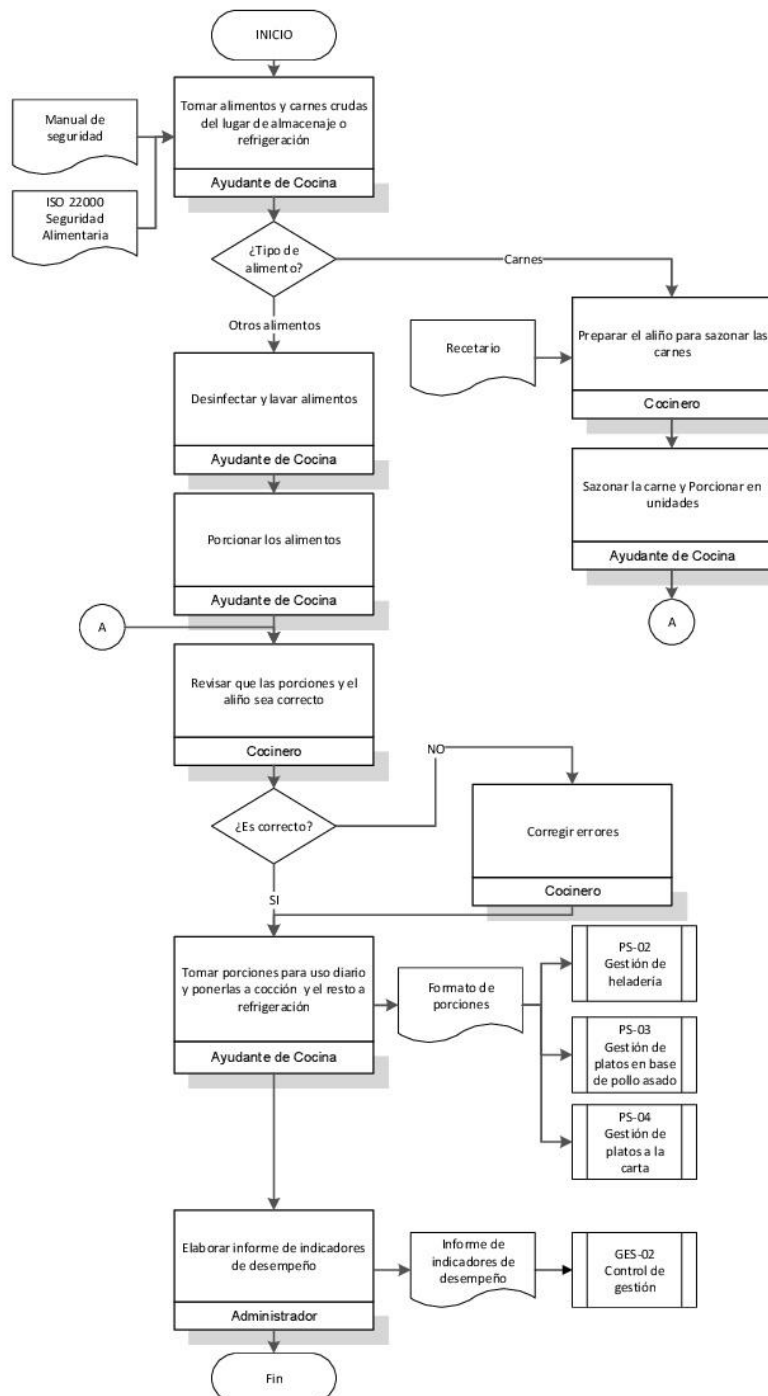 INICIO
Tomar alimentos y carnes crudas
del lugar de almacenaje o
refrigeración
Ayudante de Cocina
Manual de
seguridad
ISO 22000
Seguridad
Alimentaria
¿Tipo de
alimento?
Carnes
Otros alimentos
Recetario
Preparar el aliño para sazonar las
carnes
Cocinero
Desinfectar y lavar alimentos
Ayudante de Cocina
Sazonar la carne y Porcionar en
unidades
Ayudante de Cocina
Porcionar los alimentos
Ayudante de Cocina
A
A
Revisar que las porciones y el
aliño sea correcto
Cocinero
NO
¿Es correcto?
Corregir errores
Cocinero
SI
Tomar porciones para uso diario
y ponerlas a cocción y el resto a
refrigeración
Ayudante de Cocina
Formato de
porciones
PS-02
Gestión de
heladería
PS-03
Gestión de
platos en base
de pollo asado
PS-04
Gestión de
platos a la
carta
Elaborar informe de indicadores
de desempeño
Administrador
Informe de
indicadores de
desempeño
GES-02
Control de
gestión
Fin